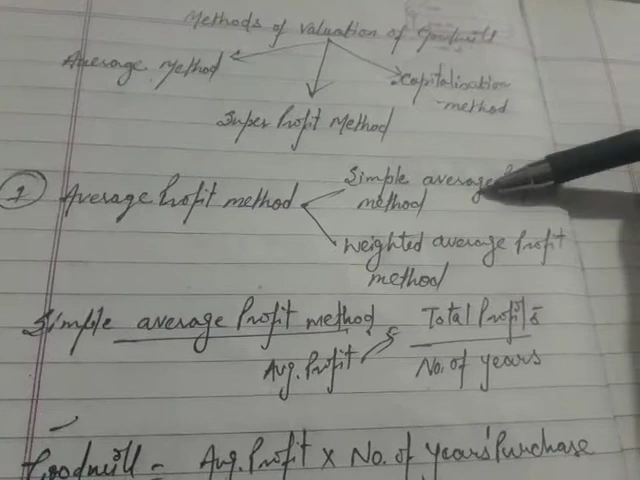 Methods of Valuation of Goodwill
Average Method
Capitalisation
method
Super Profit Method
1 Average Profit method
Simple average
method
Weighted average Profit
method
Simple average Profit method :
Avg. Profit
Total Profits
No. of years
Goodwill = Avg. Profit × No. of years' Purchase